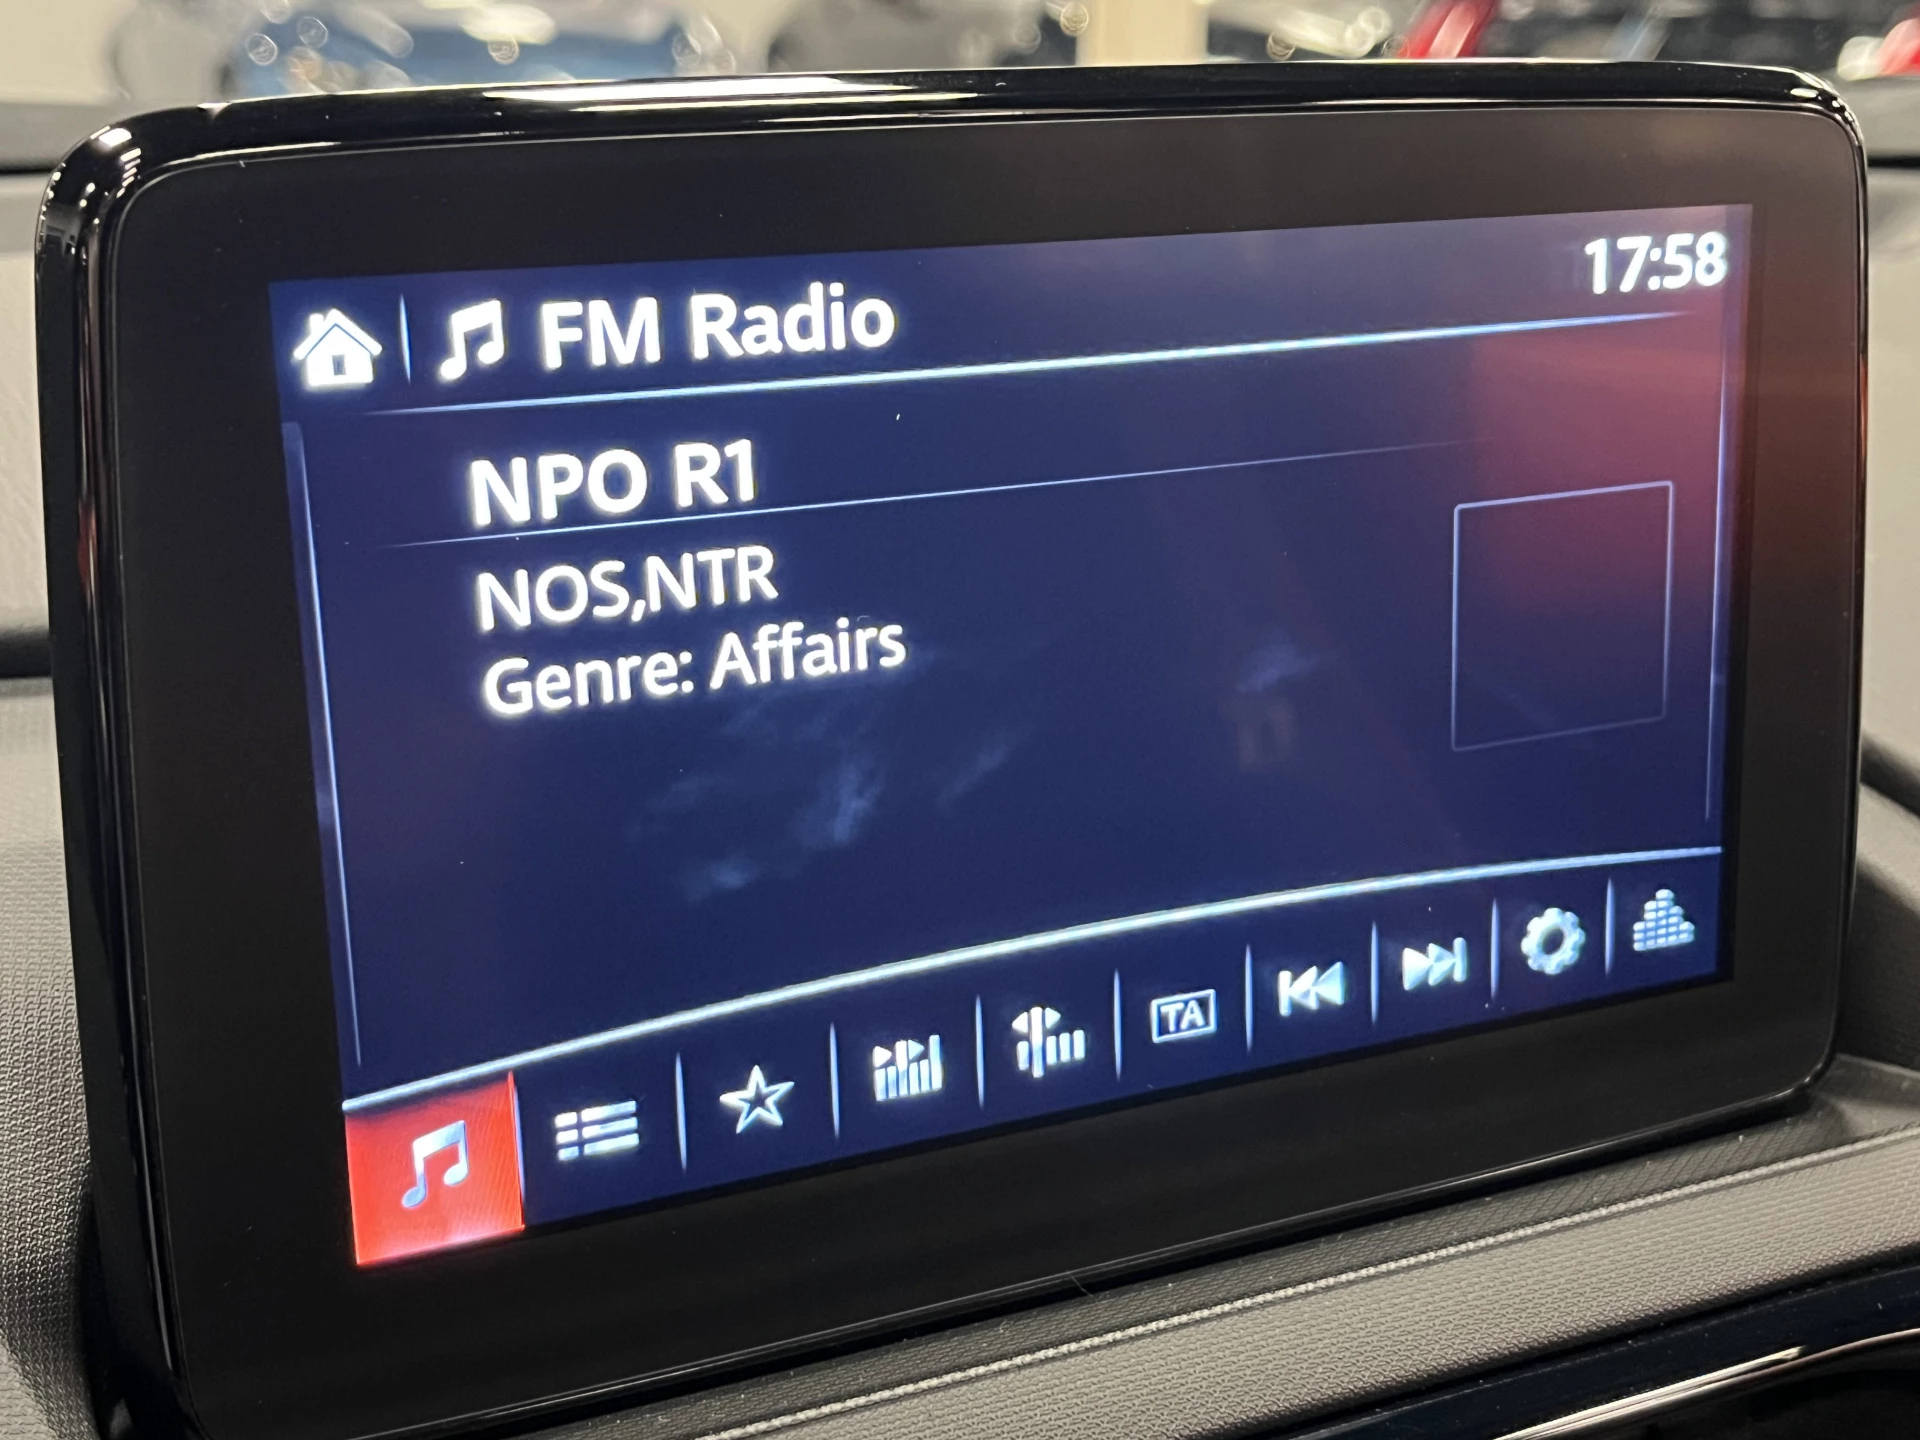 FM Radio
17:58
NPO R1
NOS,NTR
Genre: Affairs
TA